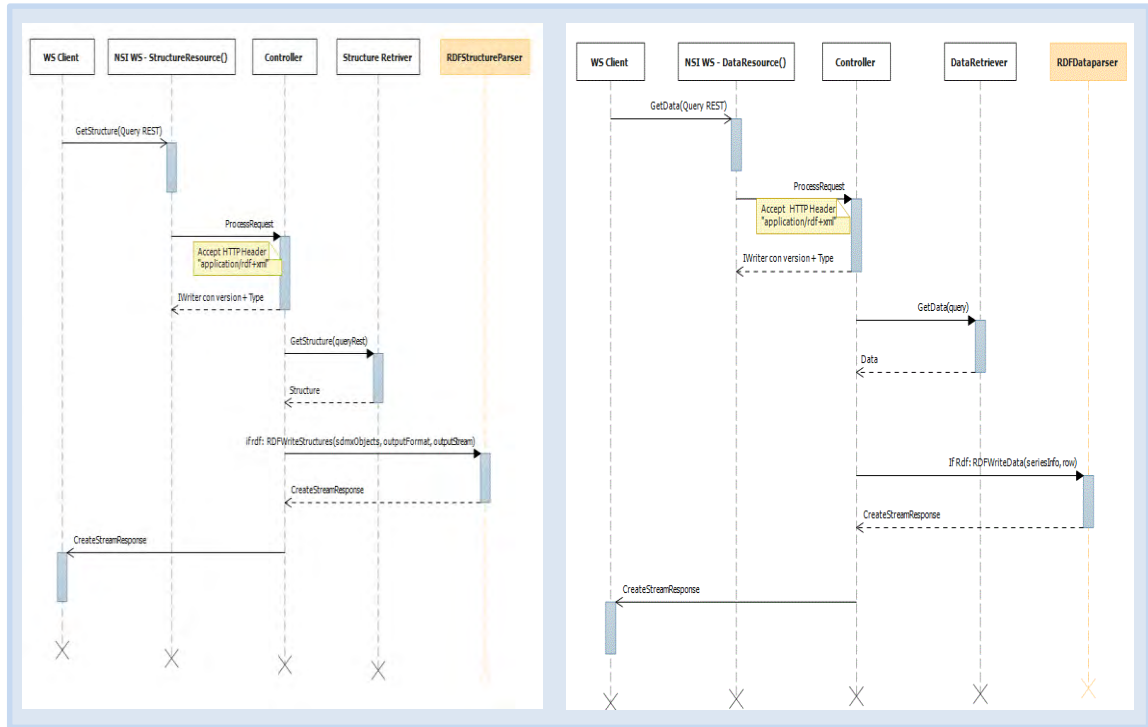 WS Client
NSI WS - StructureResource()
Controller
Structure Retriver
RDFStructureParser
GetStructure(Query REST)
ProcessRequest
Accept HTTP Header
"application/rdf+xml"
IWriter con version + Type
GetStructure(queryRest)
Structure
if rdf: RDFWriteStructures(sdmxObjects, outputFormat, outputStream)
CreateStreamResponse
CreateStreamResponse
WS Client
NSI WS - DataResource()
Controller
DataRetriever
RDFDataparser
GetData(Query REST)
ProcessRequest
Accept HTTP Header
"application/rdf+xml"
IWriter con version + Type
GetData(query)
Data
If Rdf: RDFWriteData(seriesInfo, row)
CreateStreamResponse
CreateStreamResponse